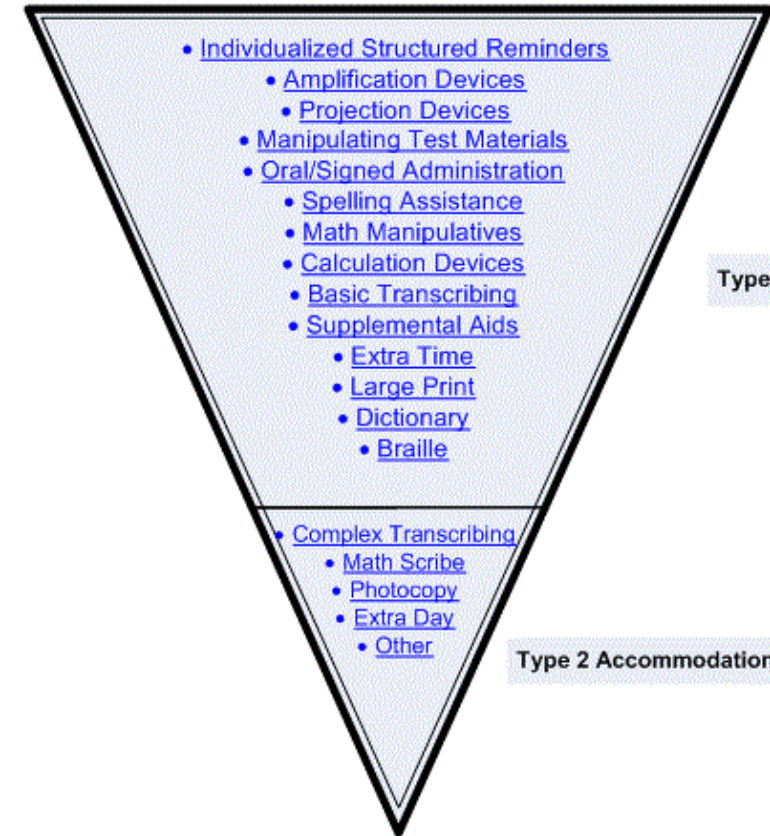 • Individualized Structured Reminders
• Amplification Devices
• Projection Devices
• Manipulating Test Materials
• Oral/Signed Administration
• Spelling Assistance
• Math Manipulatives
• Calculation Devices
Type
• Basic Transcribing
• Supplemental Aids
• Extra Time
• Large Print
• Dictionary
• Braille
• Complex Transcribing
• Math Scribe
• Photocopy
• Extra Day
• Other
Type 2 Accommodation